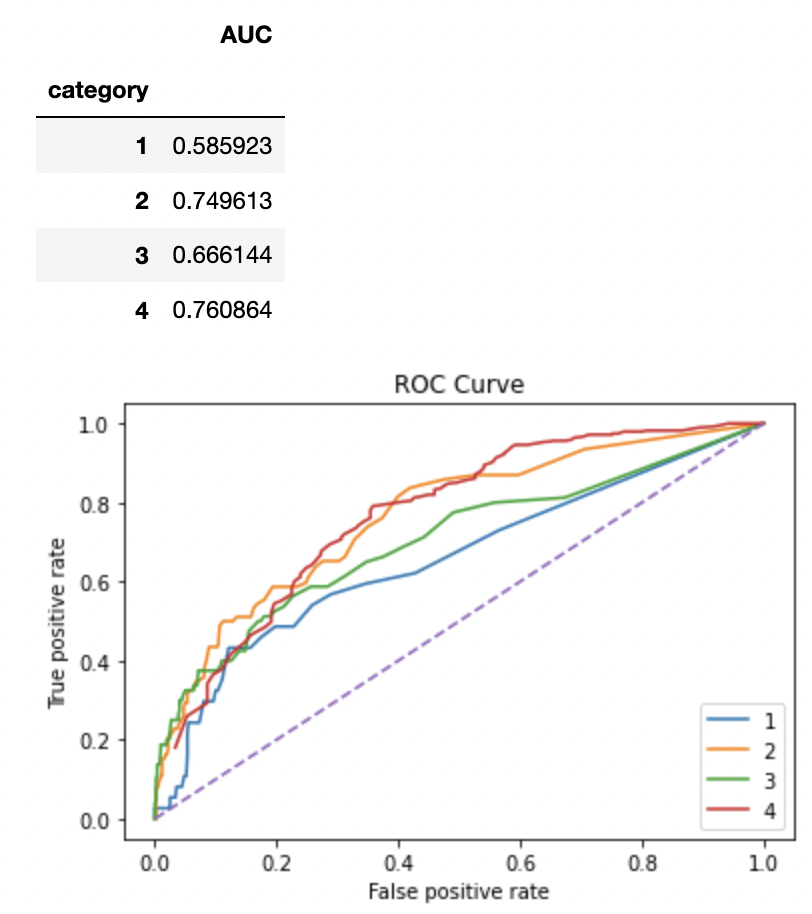 AUC
category
1 0.585923
2 0.749613
3 0.666144
4 0.760864
ROC Curve
1.0
0.8
0.6
0.4
0.2
0.0
True positive rate
1
2
3
4
0.0 0.2 0.4 0.6 0.8 1.0
False positive rate